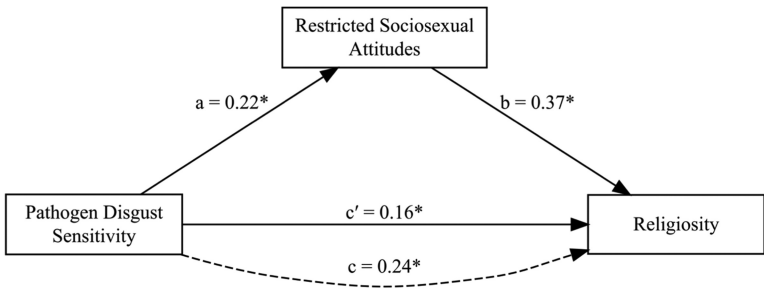 Restricted Sociosexual
Attitudes
a = 0.22*
b = 0.37*
Pathogen Disgust
Sensitivity
c′ = 0.16*
Religiosity
c = 0.24*